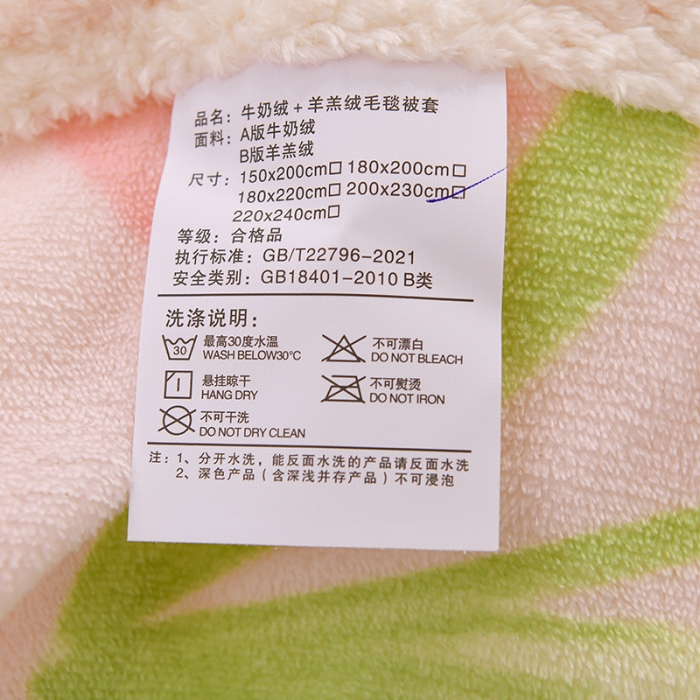 品名：牛奶绒+羊羔绒毛毯被套
面料：A版牛奶绒
B版羊羔绒
尺寸：150x200cm□ 180x200cm□
180x220cm□ 200x230cm□
220x240cm□
等级：合格品
执行标准：GB/T22796-2021
安全类别：GB18401-2010 B类
洗涤说明：
30 最高30度水温 不可漂白
WASH BELOW30℃ DO NOT BLEACH
悬挂晾干 不可熨烫
HANG DRY DO NOT IRON
不可干洗
DO NOT DRY CLEAN
注：1、分开水洗，能反面水洗的产品请反面水洗
2、深色产品（含深浅并存产品）不可浸泡